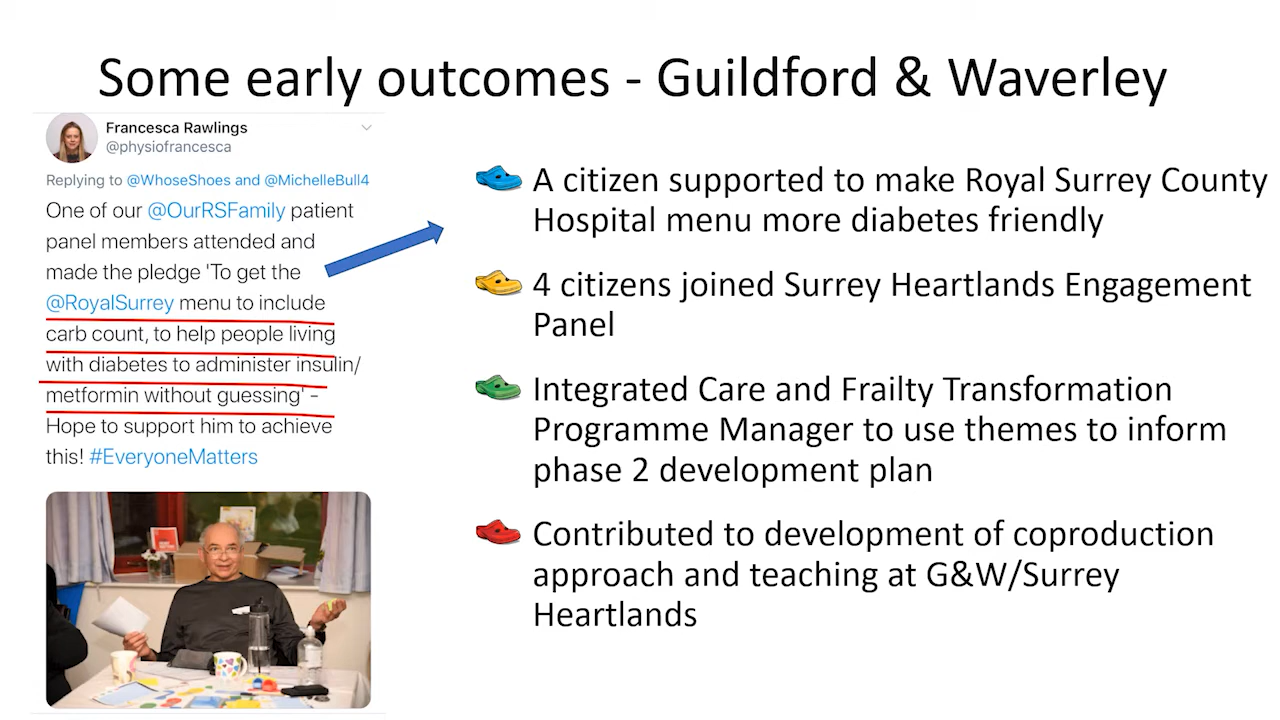 Some early outcomes - Guildford & Waverley
Francesca Rawlings
@physiofrancesca
Replying to @WhoseShoes and @MichelleBull4
One of our @OurRSFamily patient
panel members attended and
made the pledge 'To get the
@RoyalSurrey menu to include
carb count, to help people living
with diabetes to administer insulin/
metformin without guessing' -
Hope to support him to achieve
this! #EveryoneMatters
A citizen supported to make Royal Surrey County
Hospital menu more diabetes friendly
4 citizens joined Surrey Heartlands Engagement
Panel
Integrated Care and Frailty Transformation
Programme Manager to use themes to inform
phase 2 development plan
Contributed to development of coproduction
approach and teaching at G&W/Surrey
Heartlands